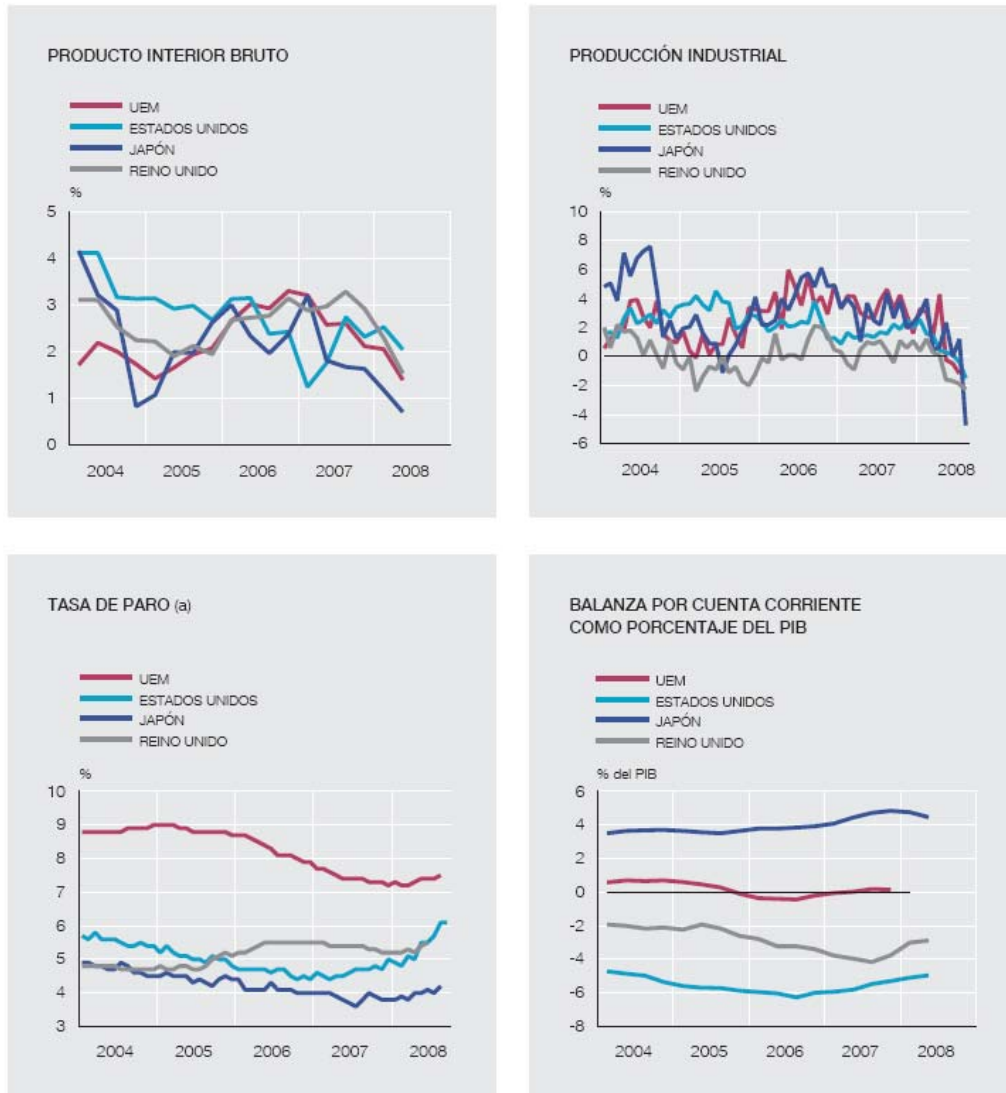 PRODUCTO INTERIOR BRUTO
UEM
ESTADOS UNIDOS
JAPÓN
REINO UNIDO
%
5
4
3
2
1
0
2004 2005 2006 2007 2008
PRODUCCIÓN INDUSTRIAL
UEM
ESTADOS UNIDOS
JAPÓN
REINO UNIDO
%
10
8
6
4
2
0
-2
-4
-6
2004 2005 2006 2007 2008
TASA DE PARO (a)
UEM
ESTADOS UNIDOS
JAPÓN
REINO UNIDO
%
10
9
8
7
6
5
4
3
2004 2005 2006 2007 2008
BALANZA POR CUENTA CORRIENTE
COMO PORCENTAJE DEL PIB
UEM
ESTADOS UNIDOS
JAPÓN
REINO UNIDO
% del PIB
6
4
2
0
-2
-4
-6
-8
2004 2005 2006 2007 2008